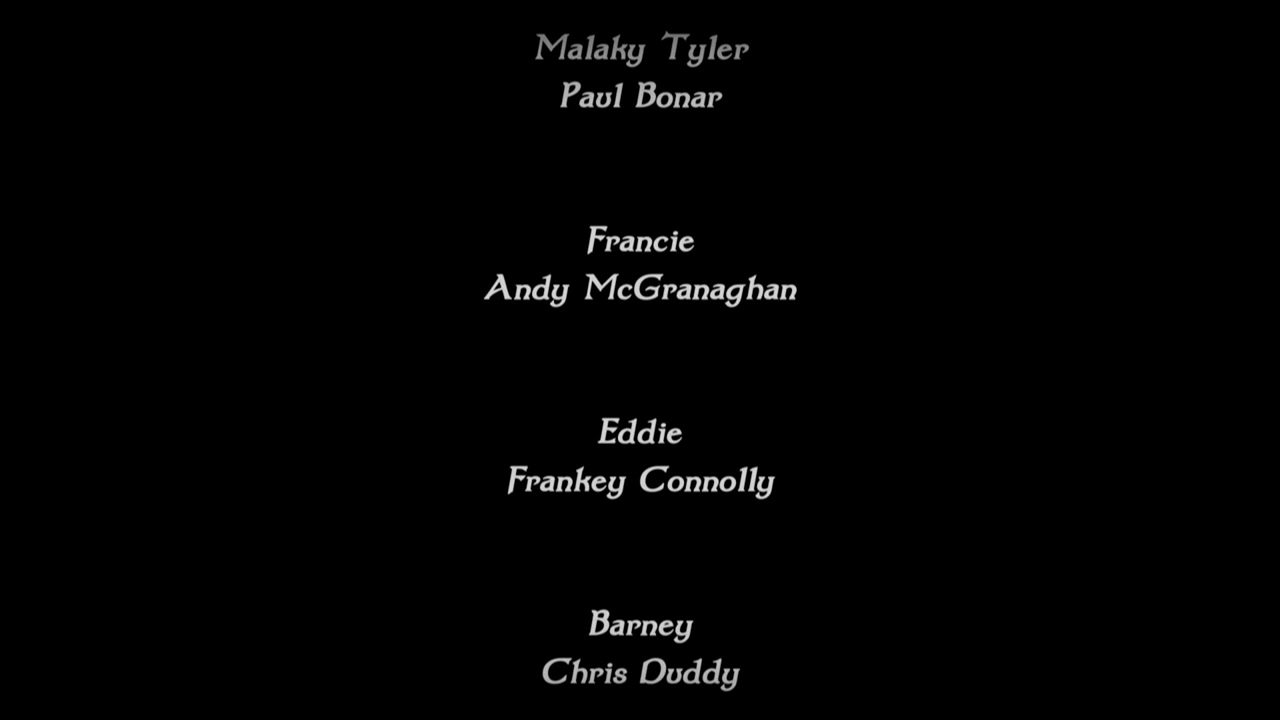 Malaky Tyler
Paul Bonar
Francie
Andy McGranaghan
Eddie
Frankey Connolly
Barney
Chris Duddy